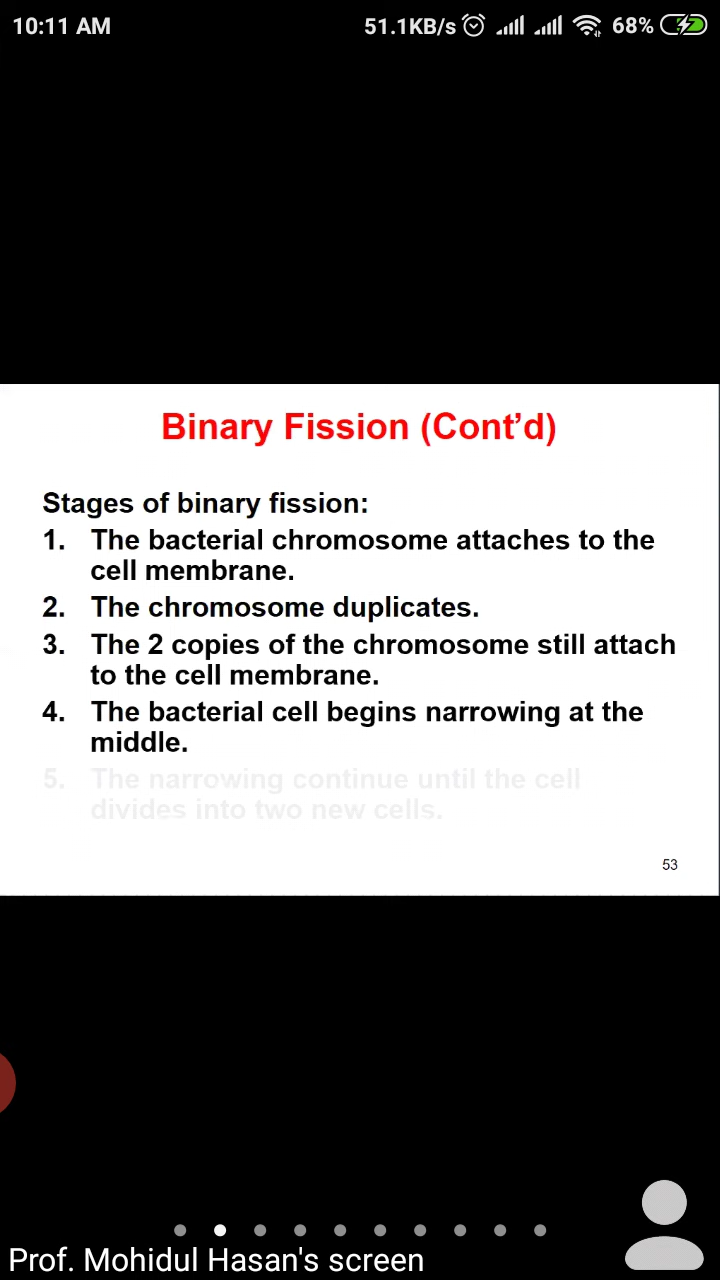 10:11 AM 51.1KB/s 68%
Binary Fission (Cont’d)
Stages of binary fission:
1. The bacterial chromosome attaches to the
cell membrane.
2. The chromosome duplicates.
3. The 2 copies of the chromosome still attach
to the cell membrane.
4. The bacterial cell begins narrowing at the
middle.
5. The narrowing continue until the cell
divides into two new cells.
53
Prof. Mohidul Hasan's screen